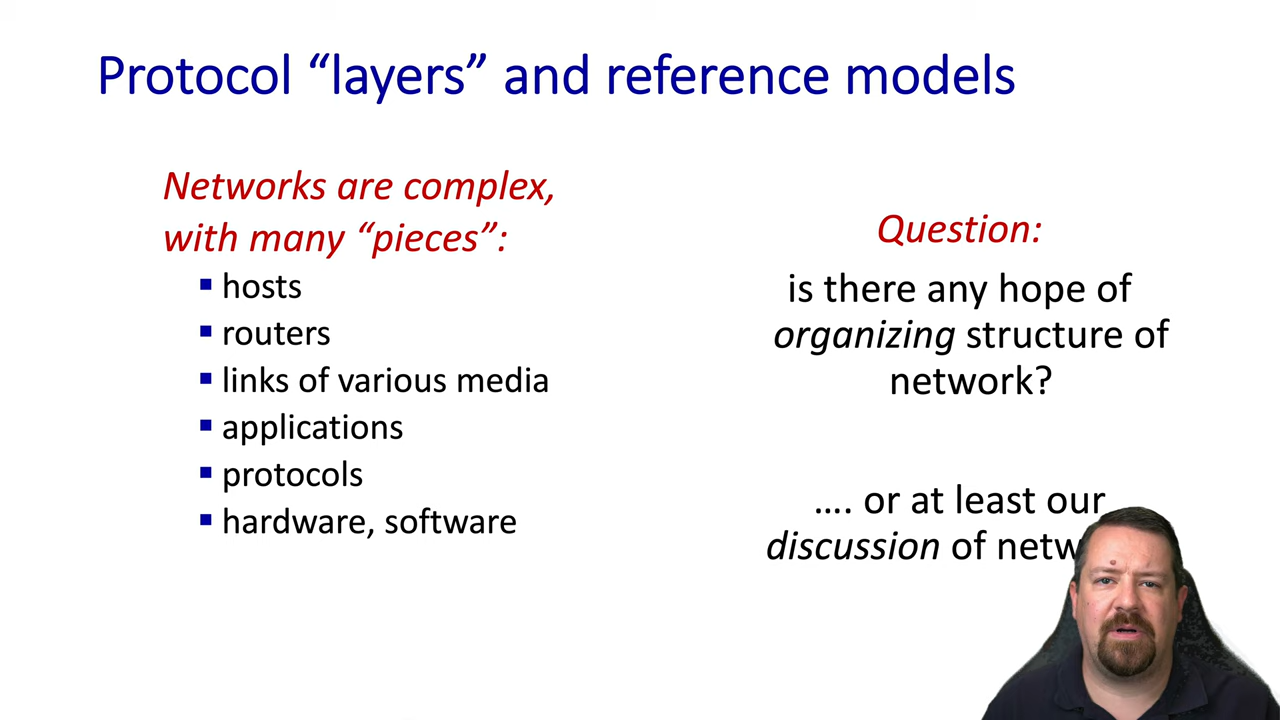 Protocol “layers” and reference models
Networks are complex,
with many “pieces”:
▪ hosts
▪ routers
▪ links of various media
▪ applications
▪ protocols
▪ hardware, software
Question:
is there any hope of
organizing structure of
network?
…. or at least our
discussion of